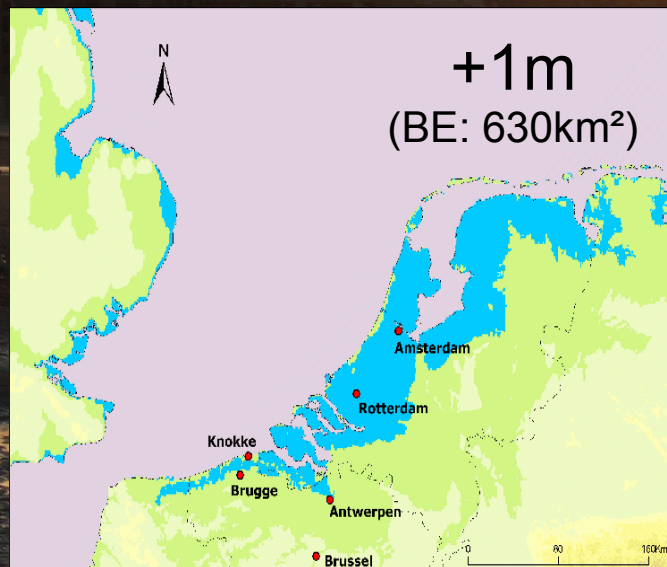 N
+1m
(BE: 630km²)
Amsterdam
Rotterdam
Knokke
Brugge
Antwerpen
Brussel
0 80 160Km